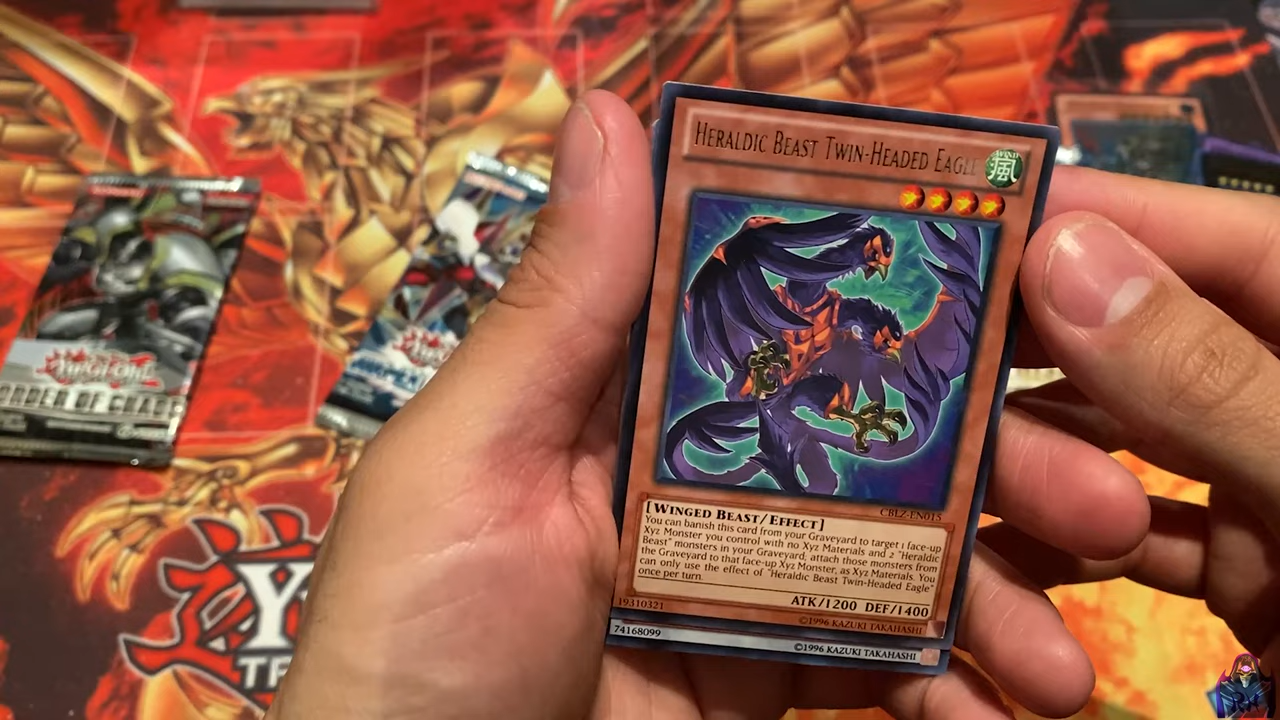 HERALDIC BEAST TWIN-HEADED EAGLE
WIND
風
CBLZ-EN015
[WINGED BEAST/EFFECT]
You can banish this card from your Graveyard to target 1 face-up
Xyz Monster you control with no Xyz Materials and 2 "Heraldic
Beast" monsters in your Graveyard; attach those monsters from
the Graveyard to that face-up Xyz Monster, as Xyz Materials. You
can only use the effect of "Heraldic Beast Twin-Headed Eagle"
once per turn.
ATK/1200 DEF/1400
19310321
©1996 KAZUKI TAKAHASHI
74168099
©1996 KAZUKI TAKAHASHI
YU-GI-OH!
ORDER OF CHAOS